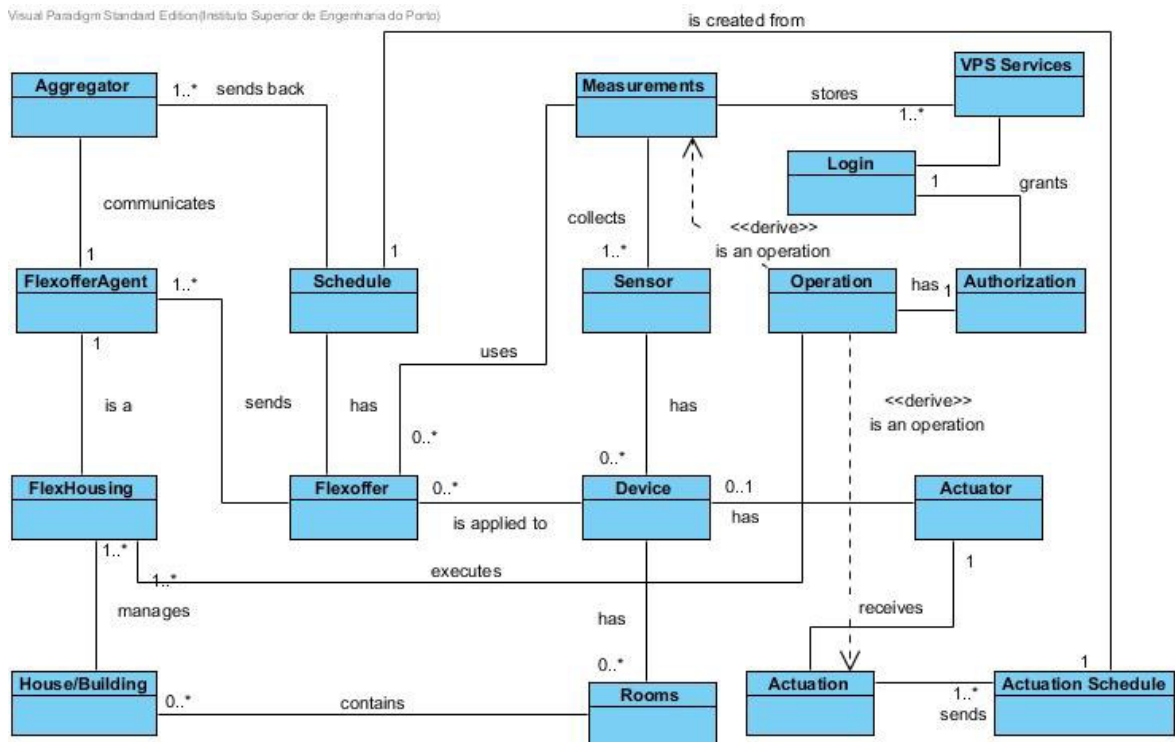 Visual Paradigm Standard Edition(Instituto Superior de Engenharia do Porto)
is created from
Aggregator
1..*
sends back
Measurements
stores
1..*
VPS Services
Login
1
grants
communicates
1
collects
1..*
<<derive>>
is an operation
1
FlexofferAgent
1..*
Schedule
Sensor
Operation
has
1
Authorization
1
uses
is a
sends
has
has
<<derive>>
is an operation
0..*
0..*
FlexHousing
Flexoffer
0..*
is applied to
Device
0..1
has
Actuator
1..*
1..*
executes
1
manages
has
receives
0..*
1
House/Building
0..*
contains
Rooms
Actuation
1..*
sends
Actuation Schedule